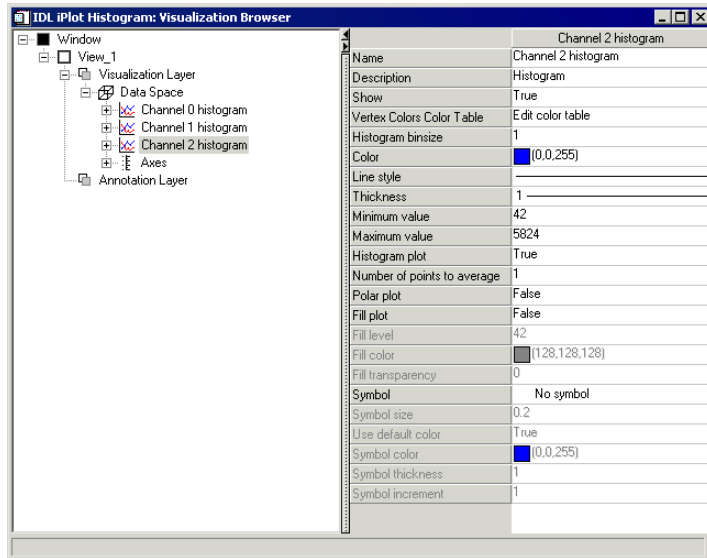 IDL iPlot Histogram: Visualization Browser
Window
View_1
Visualization Layer
Data Space
Channel 0 histogram
Channel 1 histogram
Channel 2 histogram
Axes
Annotation Layer
Channel 2 histogram
Name Channel 2 histogram
Description Histogram
Show True
Vertex Colors Color Table Edit color table
Histogram binsize 1
Color (0,0,255)
Line style
Thickness 1
Minimum value 42
Maximum value 5824
Histogram plot True
Number of points to average 1
Polar plot False
Fill plot False
Fill level 42
Fill color (128,128,128)
Fill transparency 0
Symbol No symbol
Symbol size 0.2
Use default color True
Symbol color (0,0,255)
Symbol thickness 1
Symbol increment 1